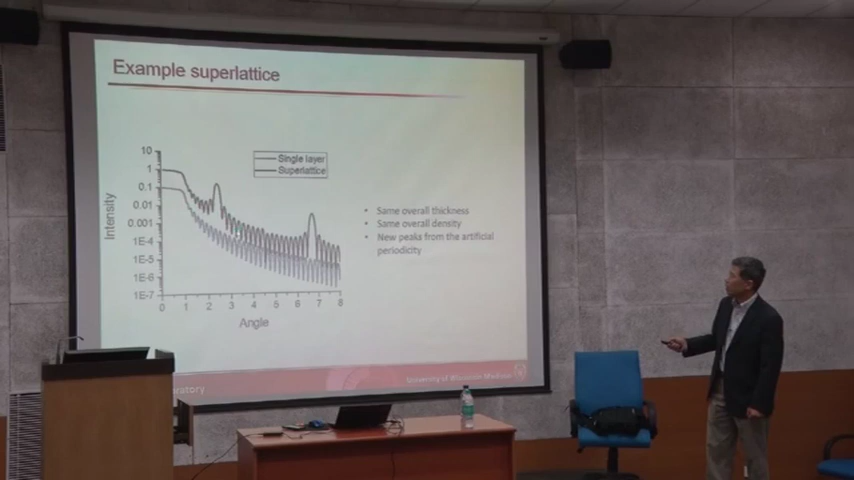 Example superlattice
10
1
0.1
0.01
0.001
1E-4
1E-5
1E-6
1E-7
Intensity
Single layer
Superlattice
0 1 2 3 4 5 6 7 8
Angle
• Same overall thickness
• Same overall density
• New peaks from the artificial
periodicity
University of Wisconsin Madison